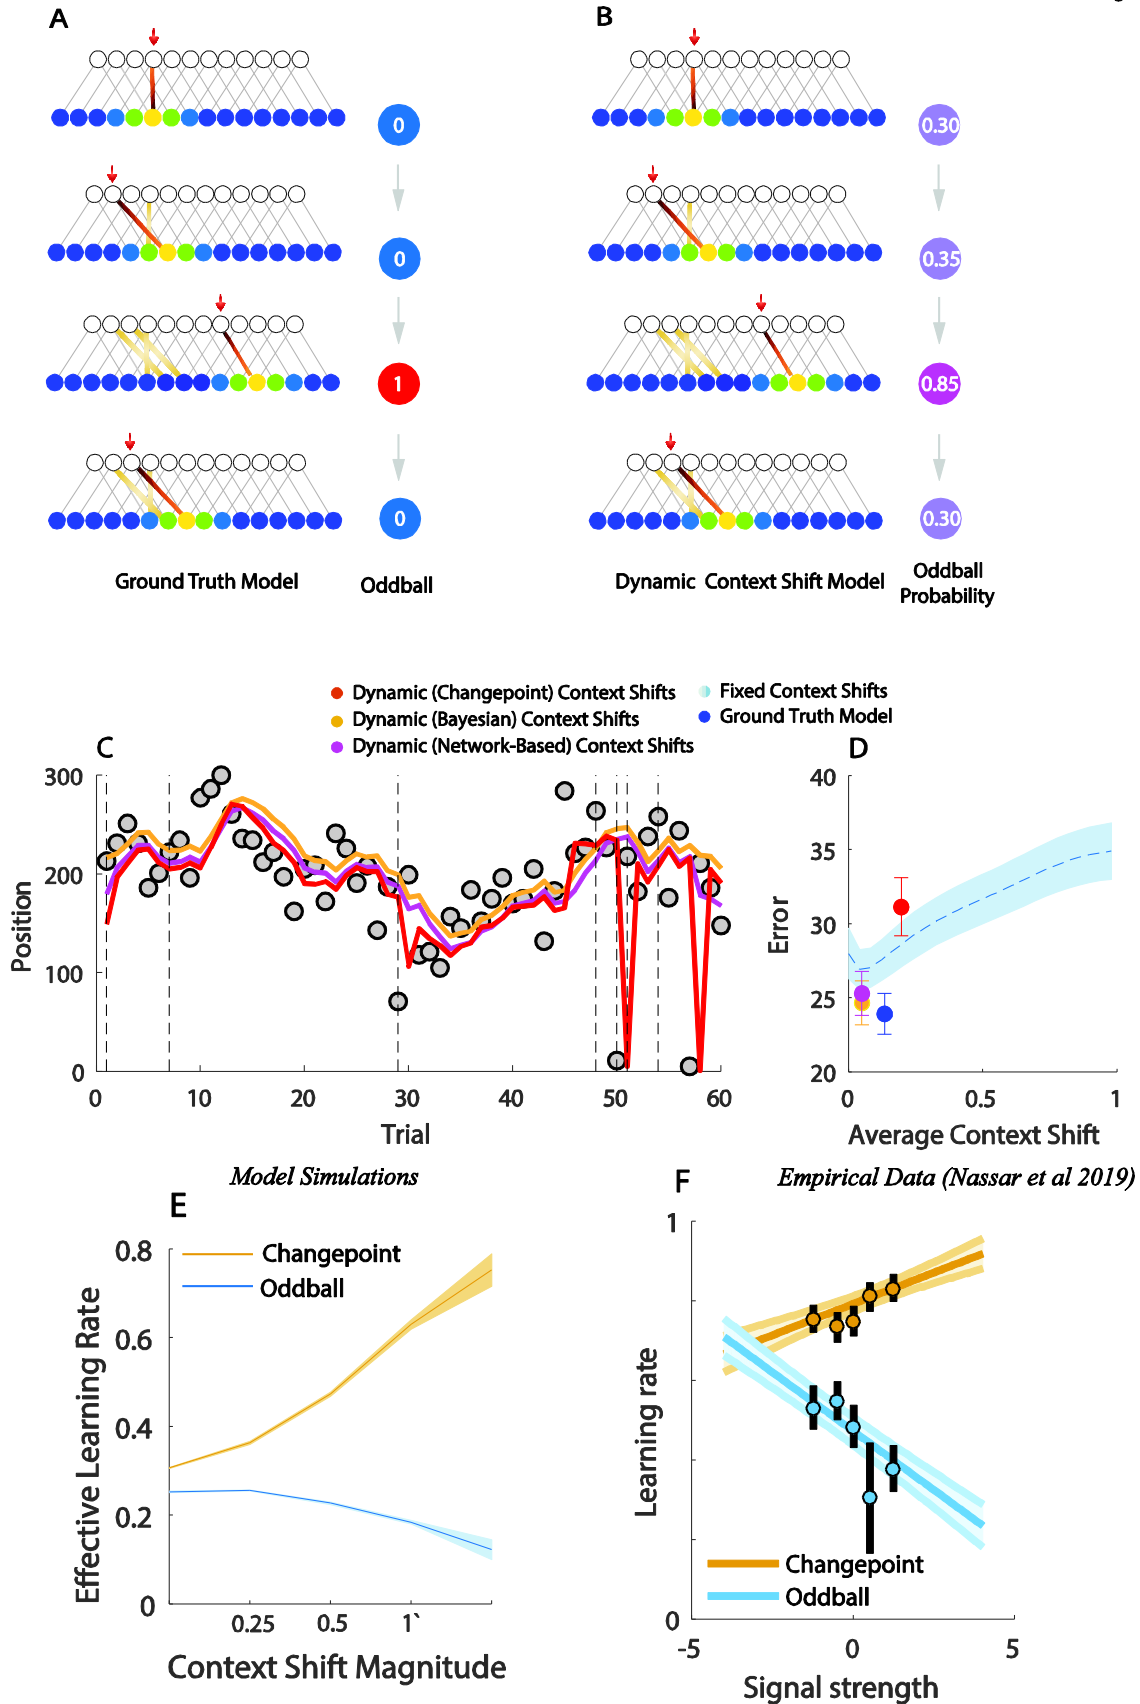 A
B
0
0.30
0
0.35
1
0.85
0
0.30
Ground Truth Model
Oddball
Dynamic Context Shift Model
Oddball
Probability
Dynamic (Changepoint) Context Shifts
Dynamic (Bayesian) Context Shifts
Dynamic (Network-Based) Context Shifts
Fixed Context Shifts
Ground Truth Model
C
300
200
100
0
Position
0
10
20
30
40
50
60
Trial
D
40
35
30
25
20
Error
0
0.5
1
Average Context Shift
Model Simulations
Empirical Data (Nassar et al 2019)
E
0.8
0.6
0.4
0.2
0
Effective Learning Rate
Changepoint
Oddball
0.25
0.5
1`
Context Shift Magnitude
F
1
0
Learning rate
Changepoint
Oddball
-5
0
5
Signal strength